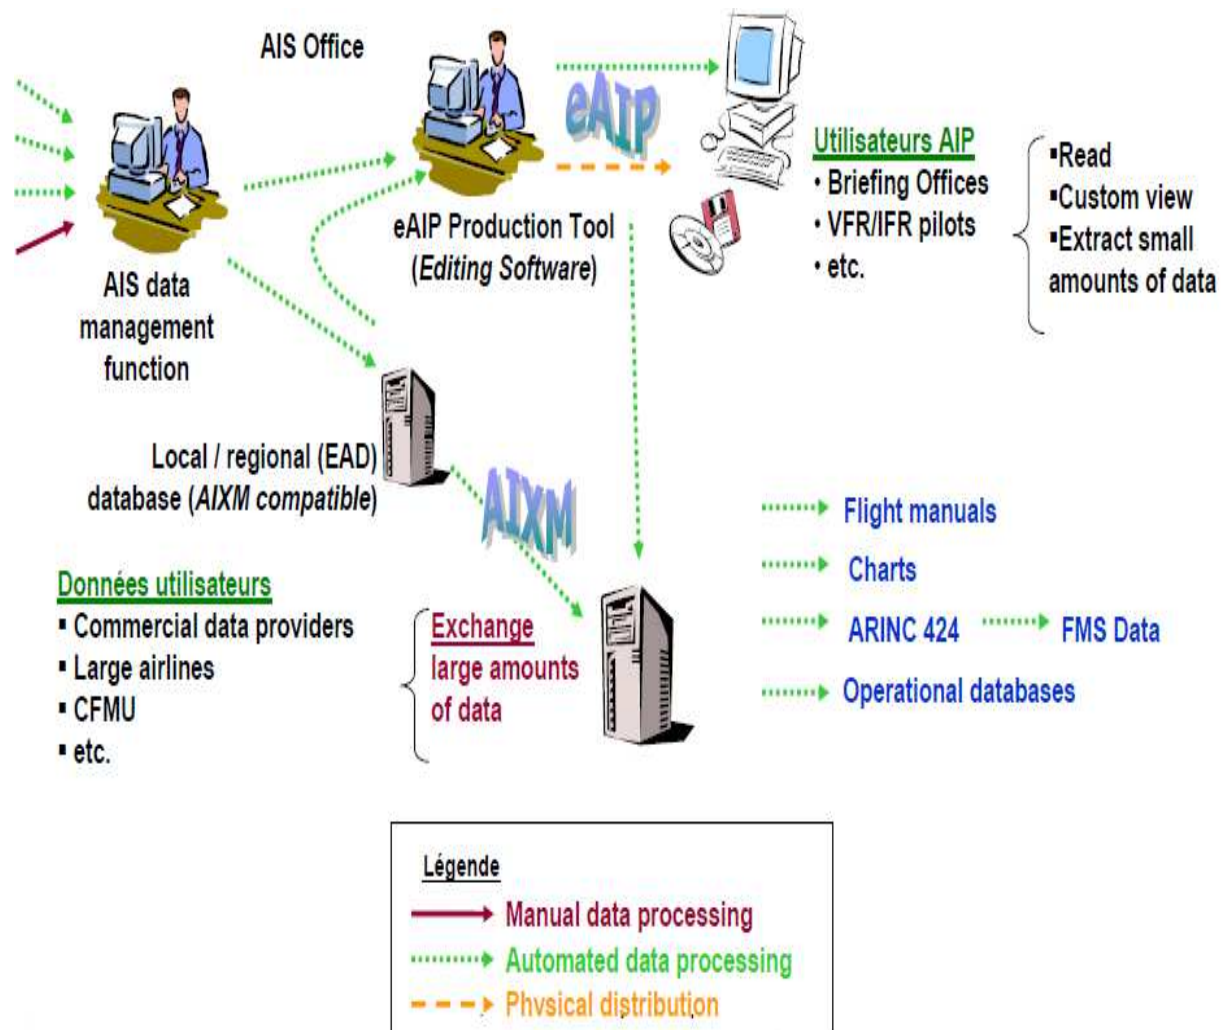 AIS Office
eAIP
Utilisateurs AIP
• Briefing Offices
• VFR/IFR pilots
• etc.
▪Read
▪Custom view
▪Extract small
amounts of data
eAIP Production Tool
(Editing Software)
AIS data
management
function
Local / regional (EAD)
database (AIXM compatible)
AIXM
Données utilisateurs
▪ Commercial data providers
▪ Large airlines
▪ CFMU
▪ etc.
Exchange
large amounts
of data
Flight manuals
Charts
ARINC 424
FMS Data
Operational databases
Légende
Manual data processing
Automated data processing
Physical distribution